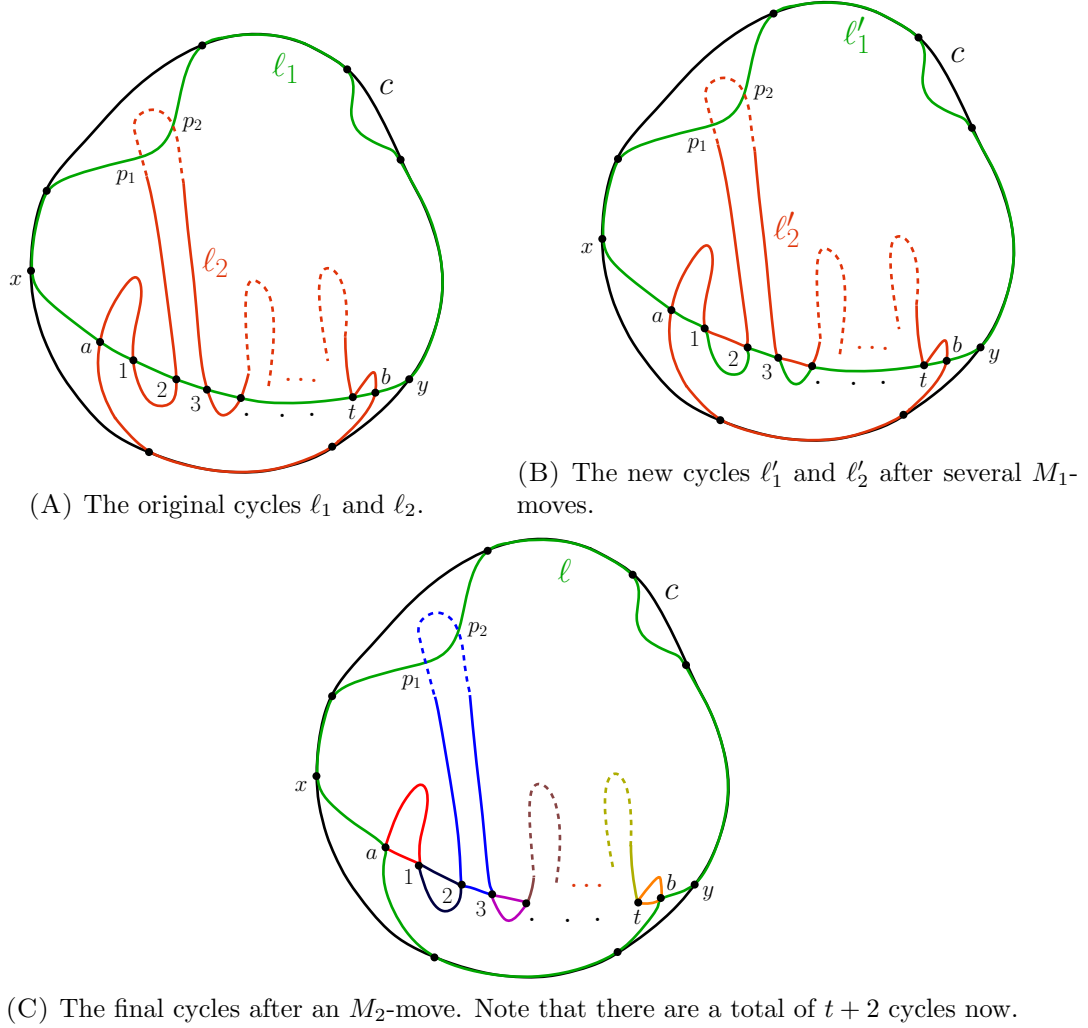 ℓ₁
c
p₂
p₁
ℓ₂
x
a
1
2
3
. . .
. . .
t
b
y
(A) The original cycles ℓ₁ and ℓ₂.
ℓ′₁
c
p₂
p₁
ℓ′₂
x
a
1
2
3
. . .
. . .
t
b
y
(B) The new cycles ℓ′₁ and ℓ′₂ after several M₁-
moves.
ℓ
c
p₂
p₁
x
a
1
2
3
. . .
. . .
t
b
y
(C) The final cycles after an M₂-move. Note that there are a total of t + 2 cycles now.